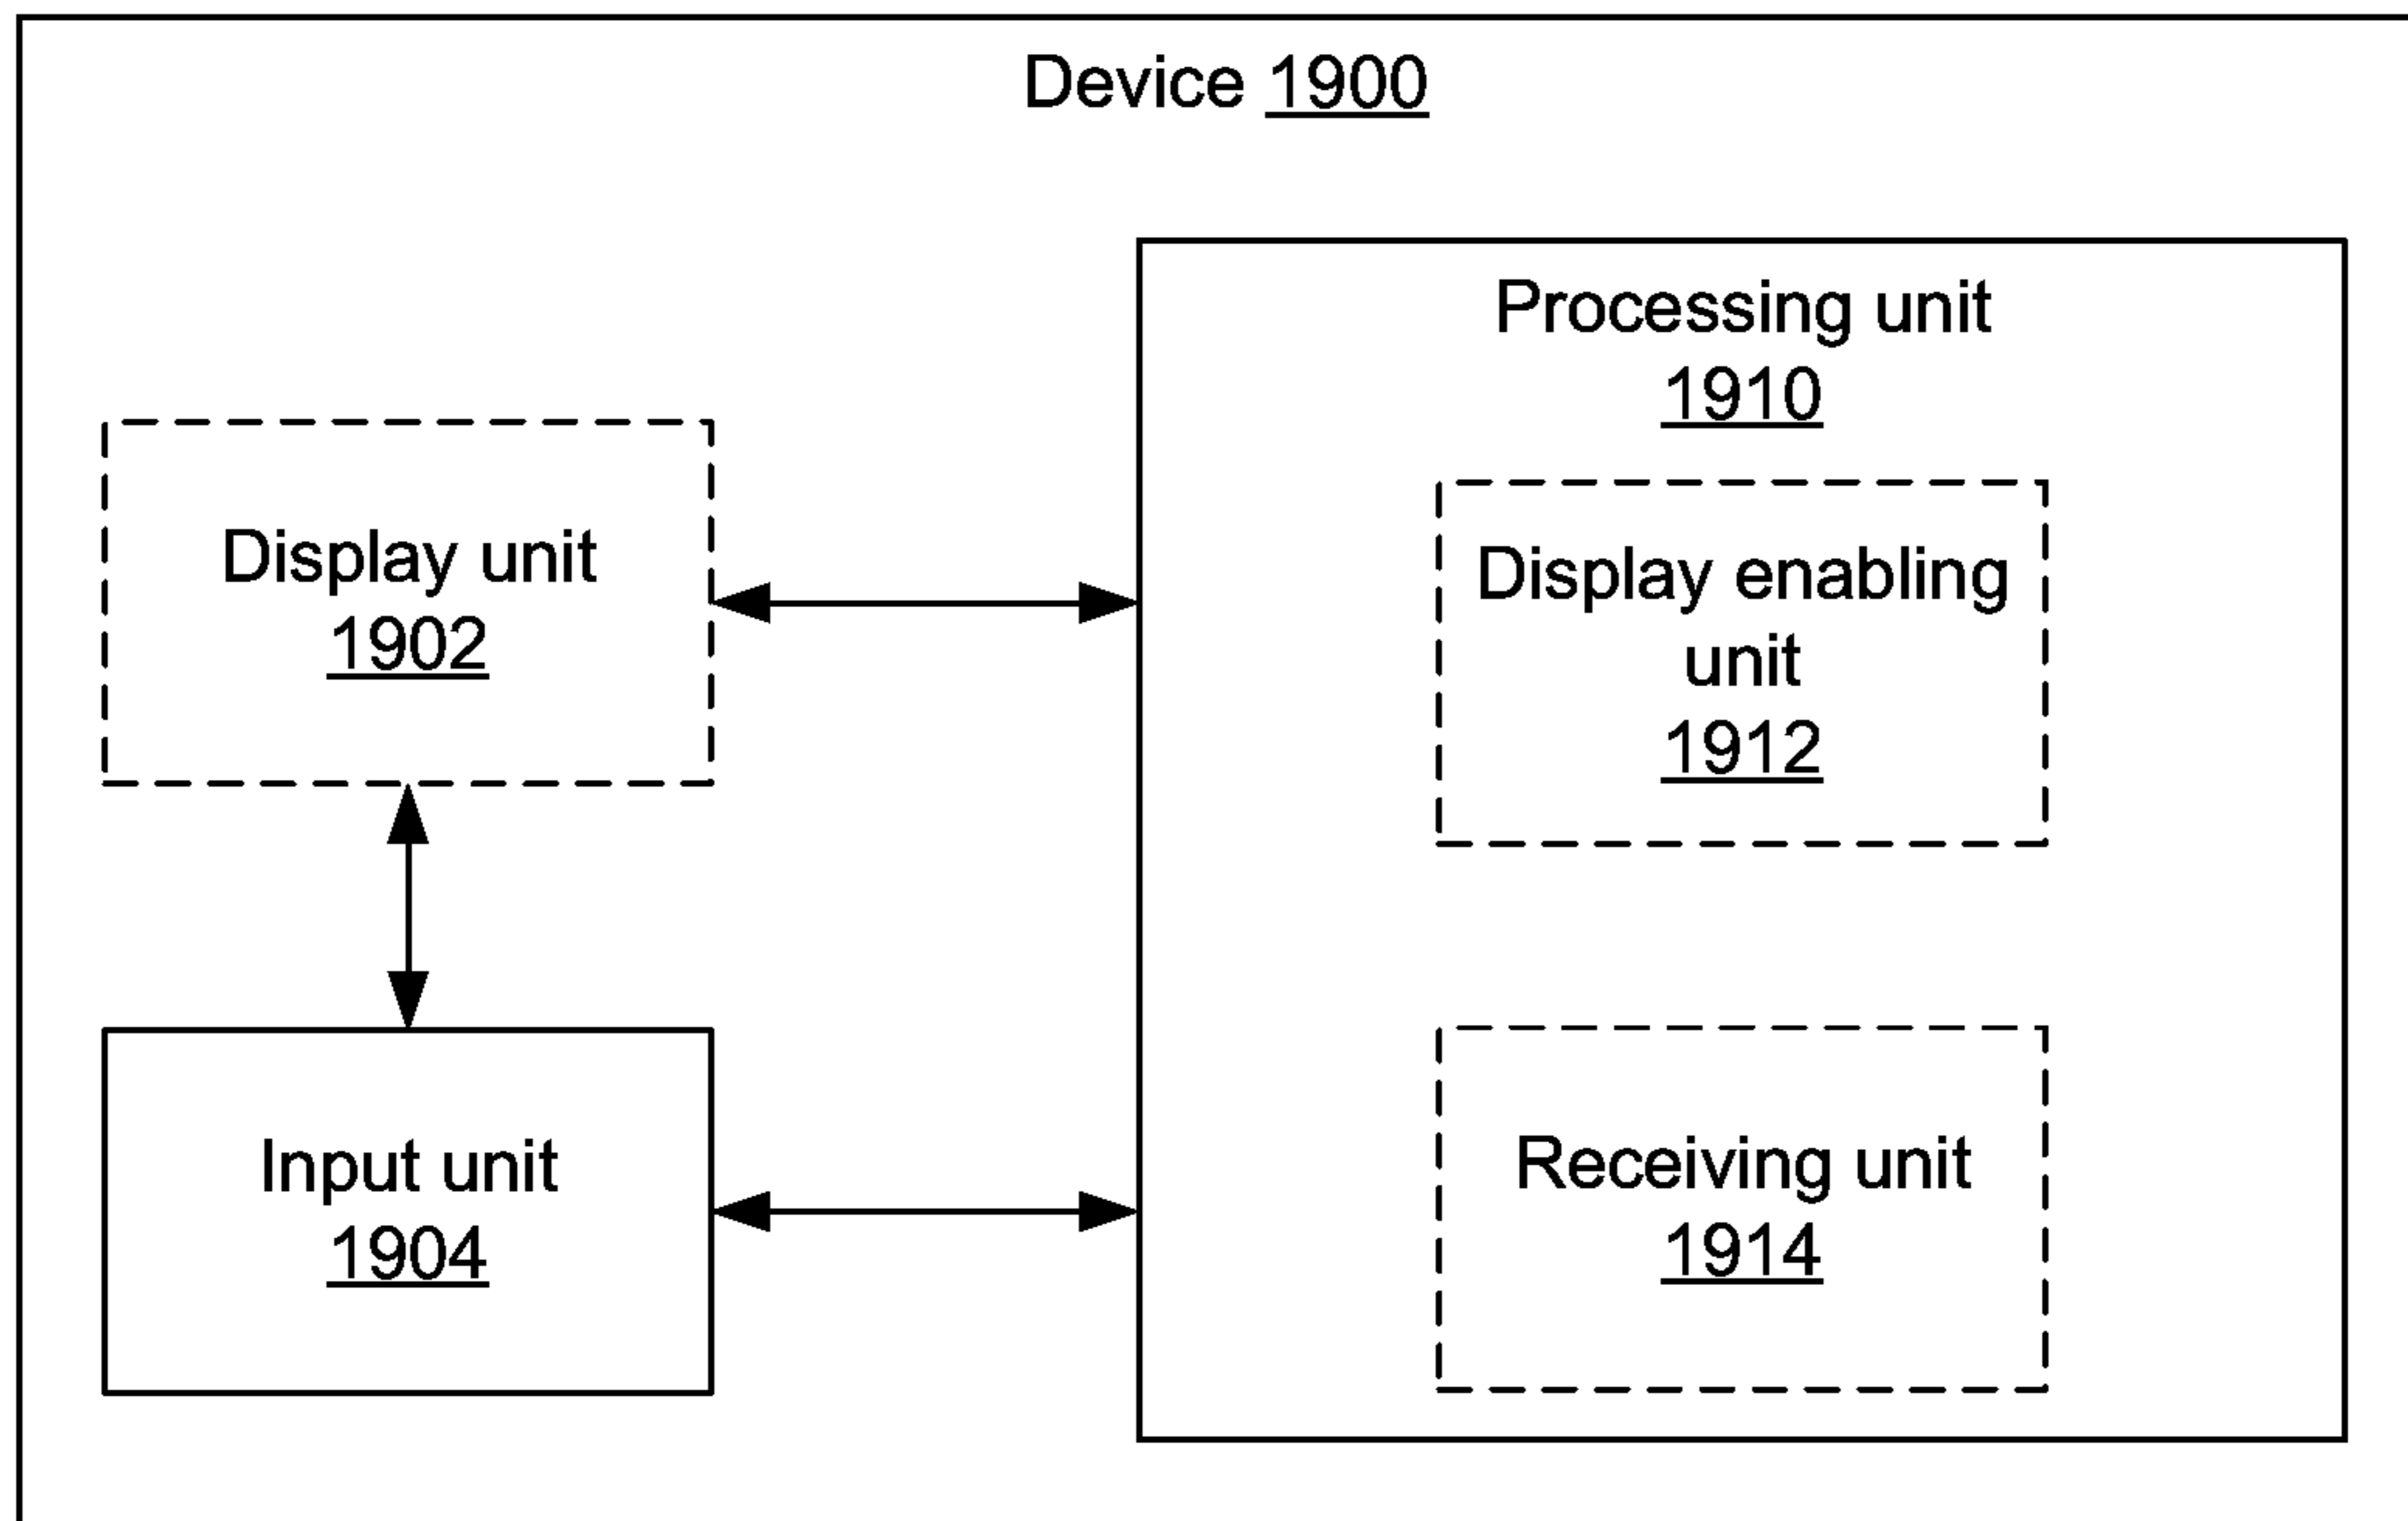 Device 1900
Processing unit
1910
Display unit
1902
Display enabling
unit
1912
Input unit
1904
Receiving unit
1914